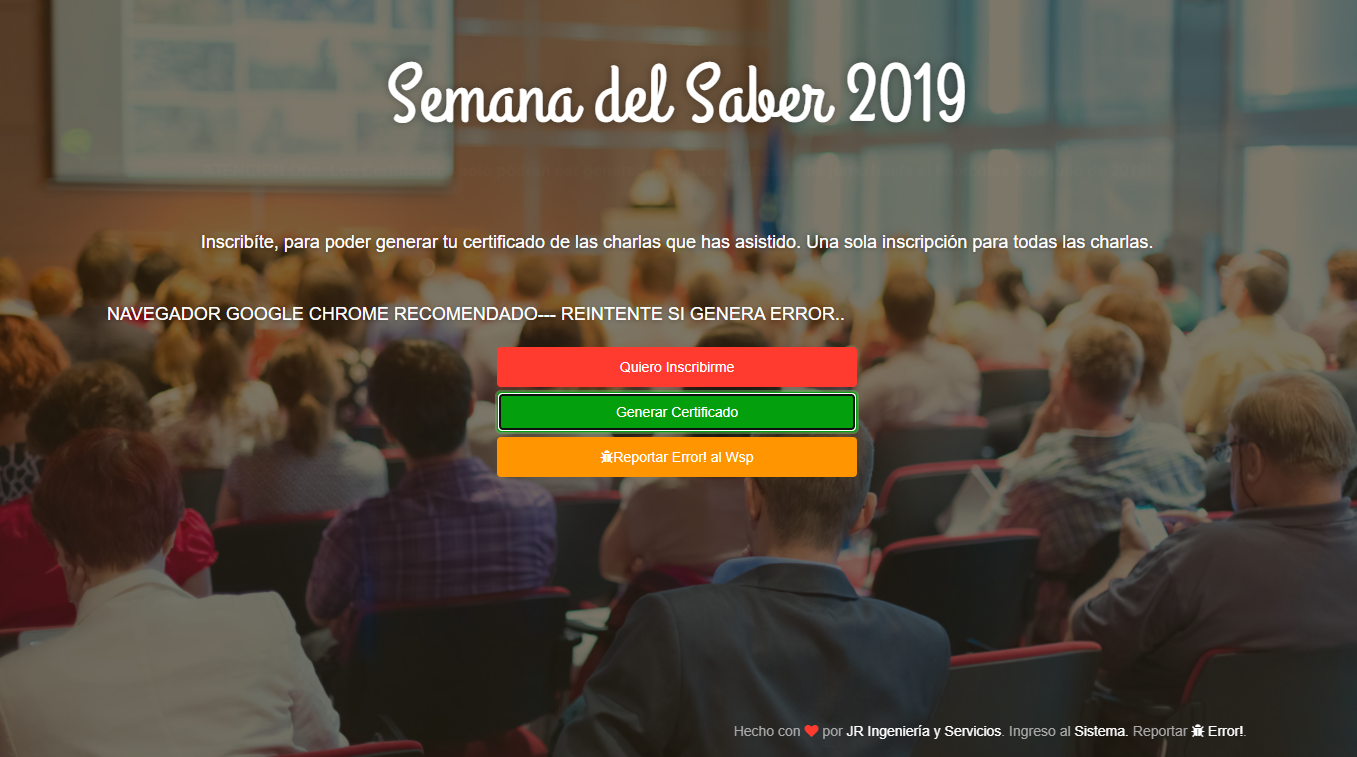 Semana del Saber 2019
Inscribíte, para poder generar tu certificado de las charlas que has asistido. Una sola inscripción para todas las charlas.
NAVEGADOR GOOGLE CHROME RECOMENDADO--- REINTENTE SI GENERA ERROR..
Quiero Inscribirme
Generar Certificado
Reportar Error! al Wsp
Hecho con por JR Ingeniería y Servicios. Ingreso al Sistema. Reportar Error!.